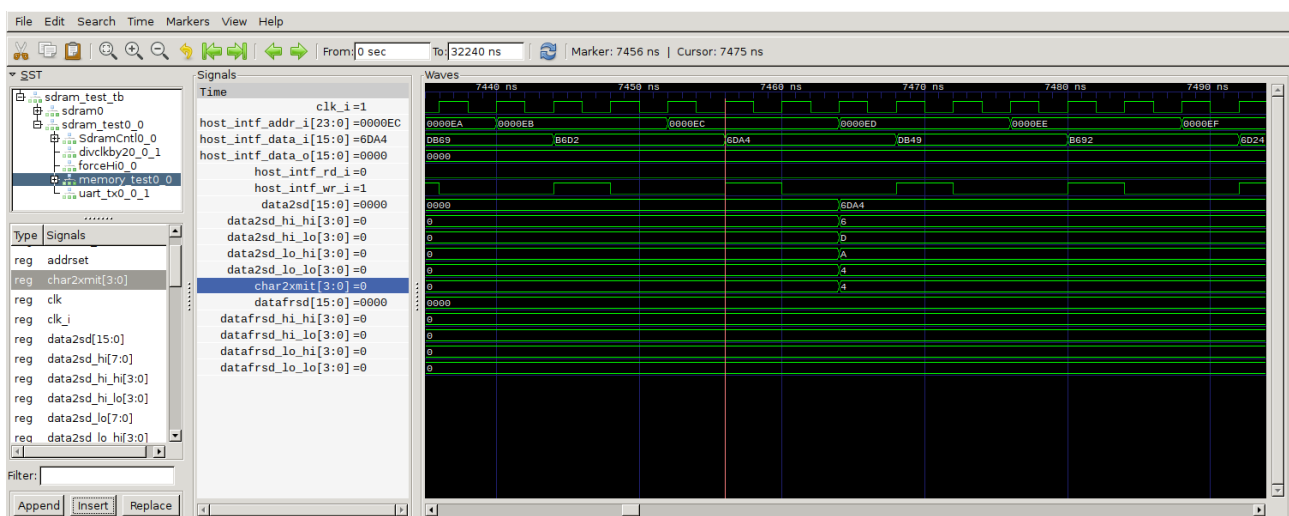 File Edit Search Time Markers View Help
From: 0 sec To: 32240 ns Marker: 7456 ns | Cursor: 7475 ns
SST
sdram_test_tb
sdram0
sdram_test0_0
SdramCntl0_0
divclkby20_0_1
forceHi0_0
memory_test0_0
uart_tx0_0_1
Type Signals
reg addrset
reg char2xmit[3:0]
reg clk
reg clk_i
reg data2sd[15:0]
reg data2sd_hi[7:0]
reg data2sd_hi_hi[3:0]
reg data2sd_hi_lo[3:0]
reg data2sd_lo[7:0]
reg data2sd_lo_hi[3:0]
Filter:
Append Insert Replace
Signals
Time
clk_i=1
host_intf_addr_i[23:0] =0000EC
host_intf_data_i[15:0] =6DA4
host_intf_data_o[15:0] =0000
host_intf_rd_i=0
host_intf_wr_i=1
data2sd[15:0] =0000
data2sd_hi_hi[3:0] =0
data2sd_hi_lo[3:0] =0
data2sd_lo_hi[3:0] =0
data2sd_lo_lo[3:0] =0
char2xmit[3:0] =0
datafrsd[15:0] =0000
datafrsd_hi_hi[3:0] =0
datafrsd_hi_lo[3:0] =0
datafrsd_lo_hi[3:0] =0
datafrsd_lo_lo[3:0] =0
Waves
7440 ns 7450 ns 7460 ns 7470 ns 7480 ns 7490 ns
0000EA 0000EB 0000EC 0000ED 0000EE 0000EF
DB69 B6D2 6DA4 DB49 B692 6D24
0000
0000 6DA4
0 6
0 D
0 A
0 4
0 4
0000
0
0
0
0